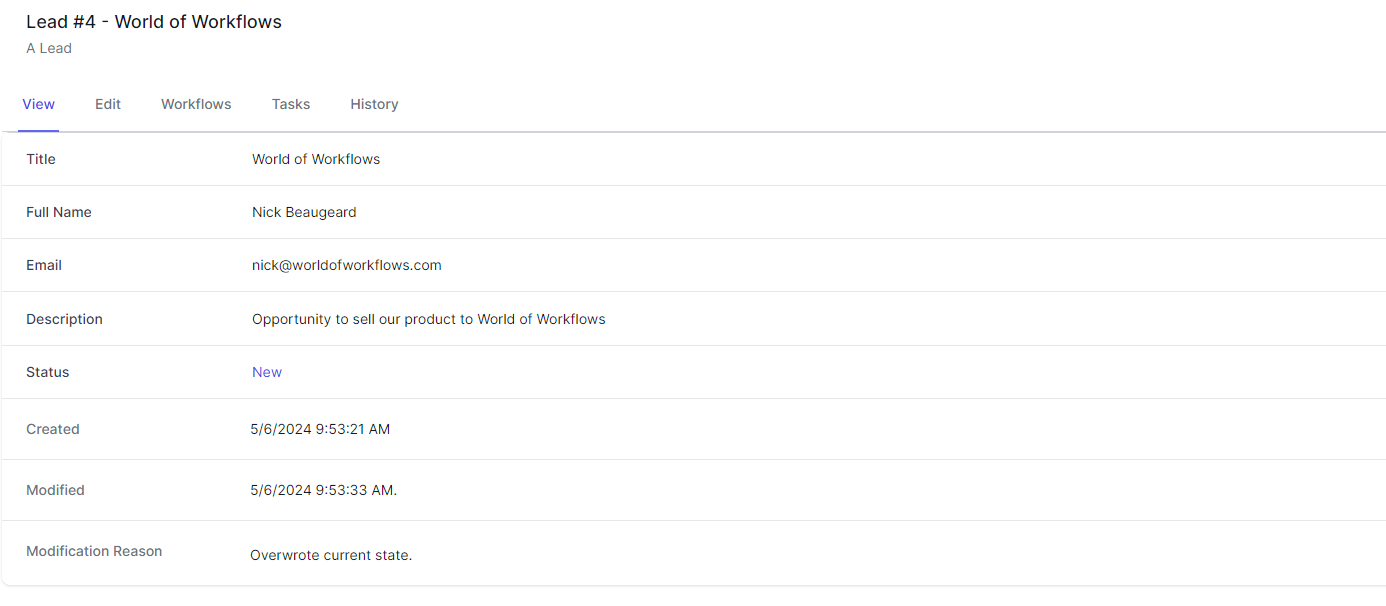 Lead #4 - World of Workflows
A Lead
View Edit Workflows Tasks History
Title World of Workflows
Full Name Nick Beaugeard
Email nick@worldofworkflows.com
Description Opportunity to sell our product to World of Workflows
Status New
Created 5/6/2024 9:53:21 AM
Modified 5/6/2024 9:53:33 AM.
Modification Reason Overwrote current state.